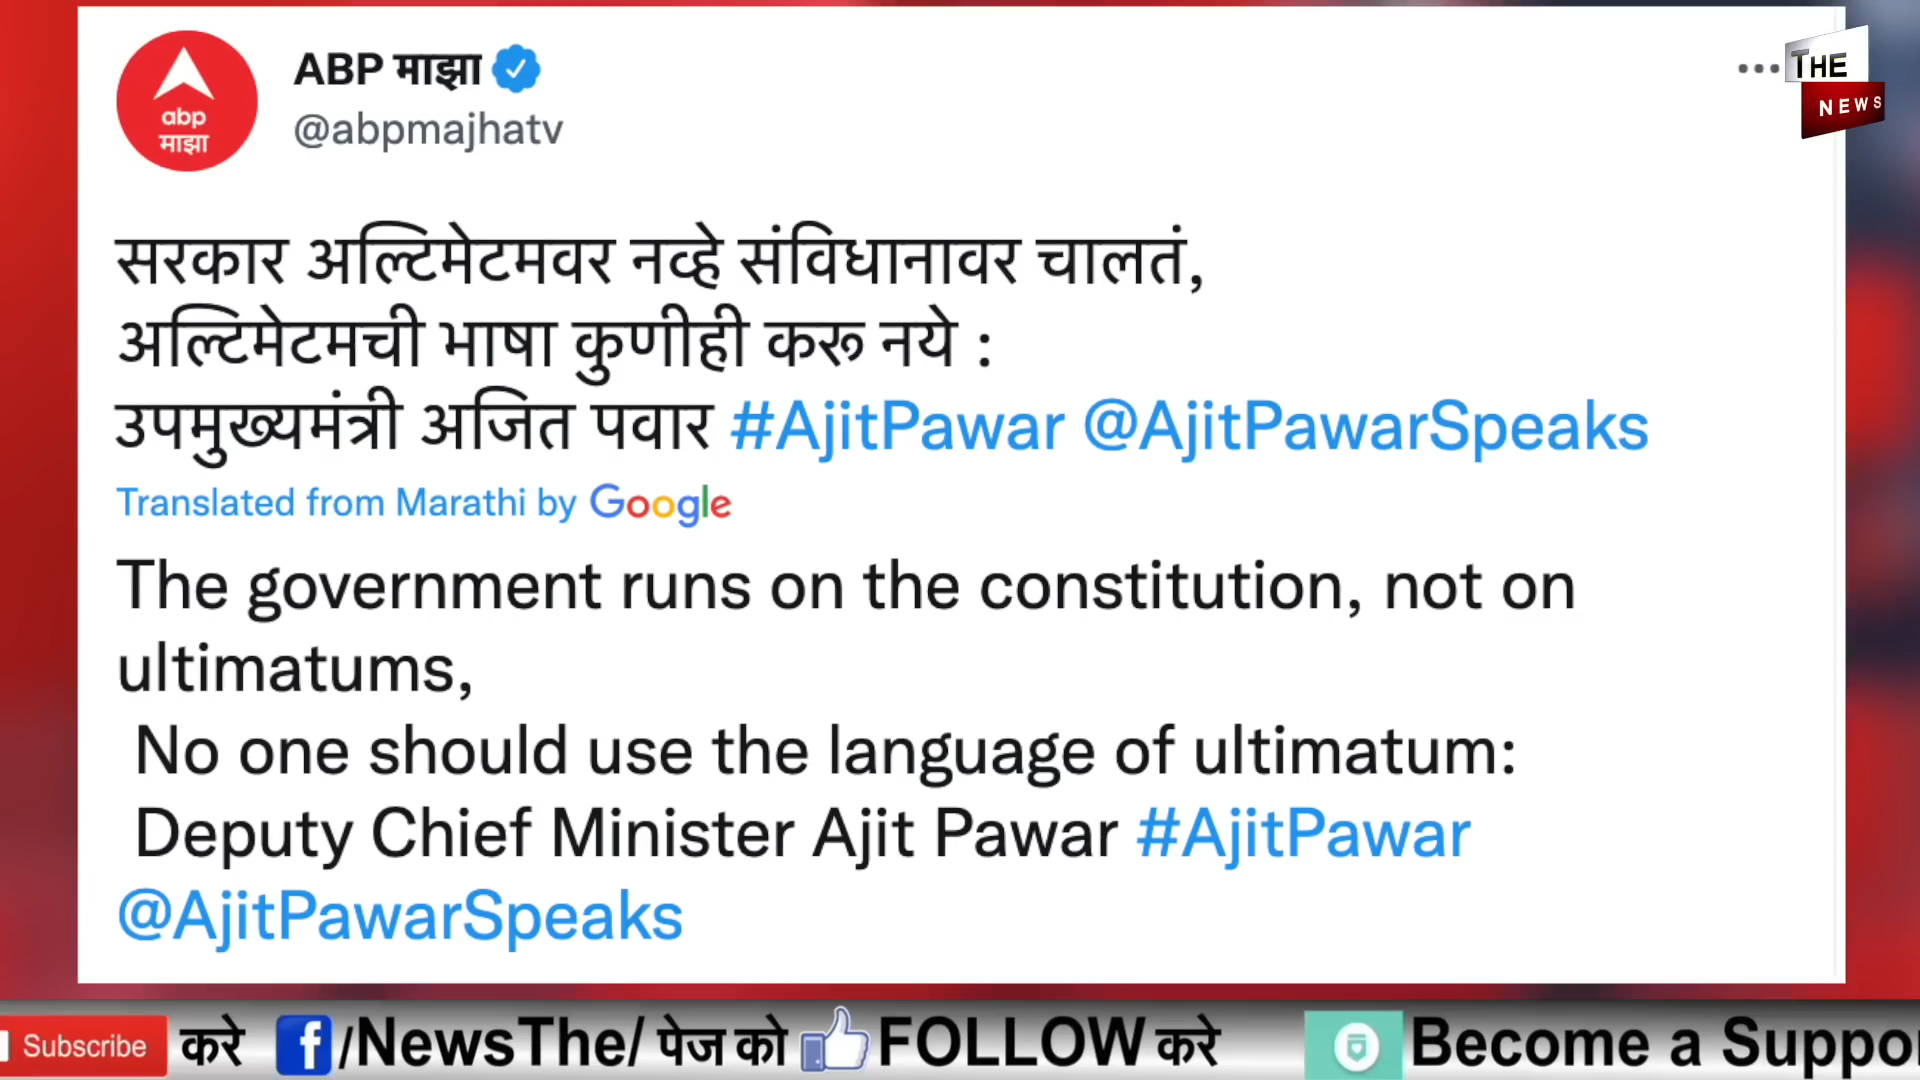 abp
माझा
ABP माझा
@abpmajhatv
THE
NEWS
सरकार अल्टिमेटमवर नव्हे संविधानावर चालतं,
अल्टिमेटमची भाषा कुणीही करू नये :
उपमुख्यमंत्री अजित पवार #AjitPawar @AjitPawarSpeaks
Translated from Marathi by Google
The government runs on the constitution, not on
ultimatums,
No one should use the language of ultimatum:
Deputy Chief Minister Ajit Pawar #AjitPawar
@AjitPawarSpeaks
Subscribe करे f/NewsThe/ पेज को FOLLOW करे Become a Suppo